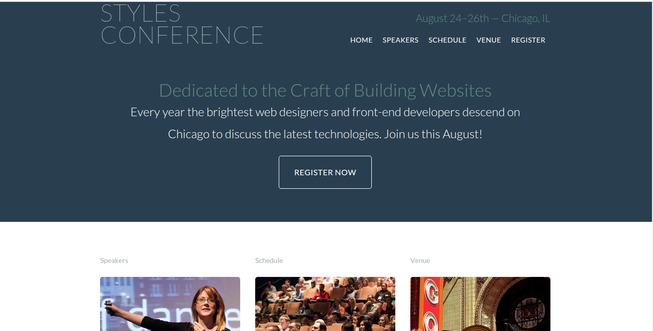 STYLES
CONFERENCE
August 24–26th — Chicago, IL
HOME SPEAKERS SCHEDULE VENUE REGISTER
Dedicated to the Craft of Building Websites
Every year the brightest web designers and front-end developers descend on
Chicago to discuss the latest technologies. Join us this August!
REGISTER NOW
Speakers Schedule Venue